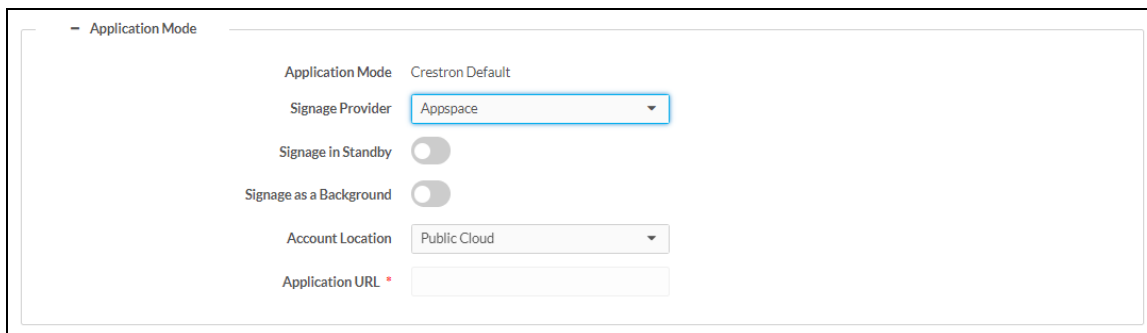 − Application Mode
Application Mode Crestron Default
Signage Provider Appspace
Signage in Standby
Signage as a Background
Account Location Public Cloud
Application URL *